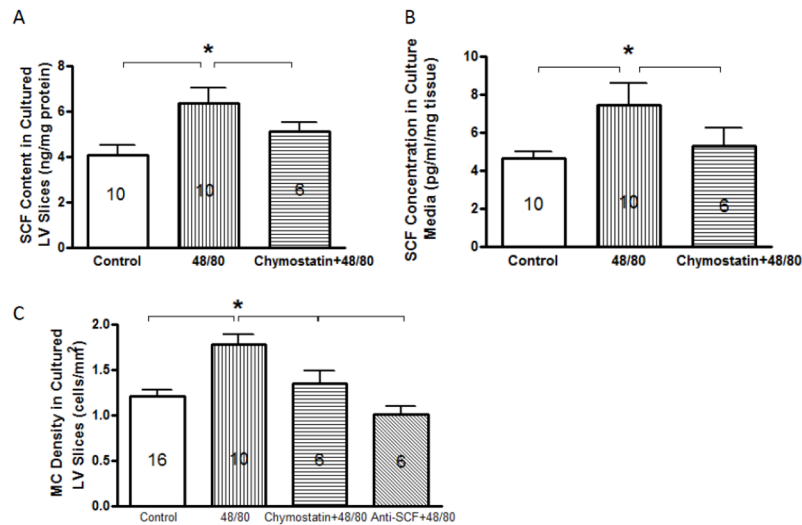 A
*
SCF Content in Cultured
LV Slices (ng/mg protein)
8
6
4
2
0
10
10
6
Control 48/80 Chymostatin+48/80
B
*
SCF Concentration in Culture
Media (pg/ml/mg tissue)
10
8
6
4
2
0
10
10
6
Control 48/80 Chymostatin+48/80
C
*
MC Density in Cultured
LV Slices (cells/mm²)
2.0
1.5
1.0
0.5
0.0
16
10
6
6
Control 48/80 Chymostatin+48/80 Anti-SCF+48/80